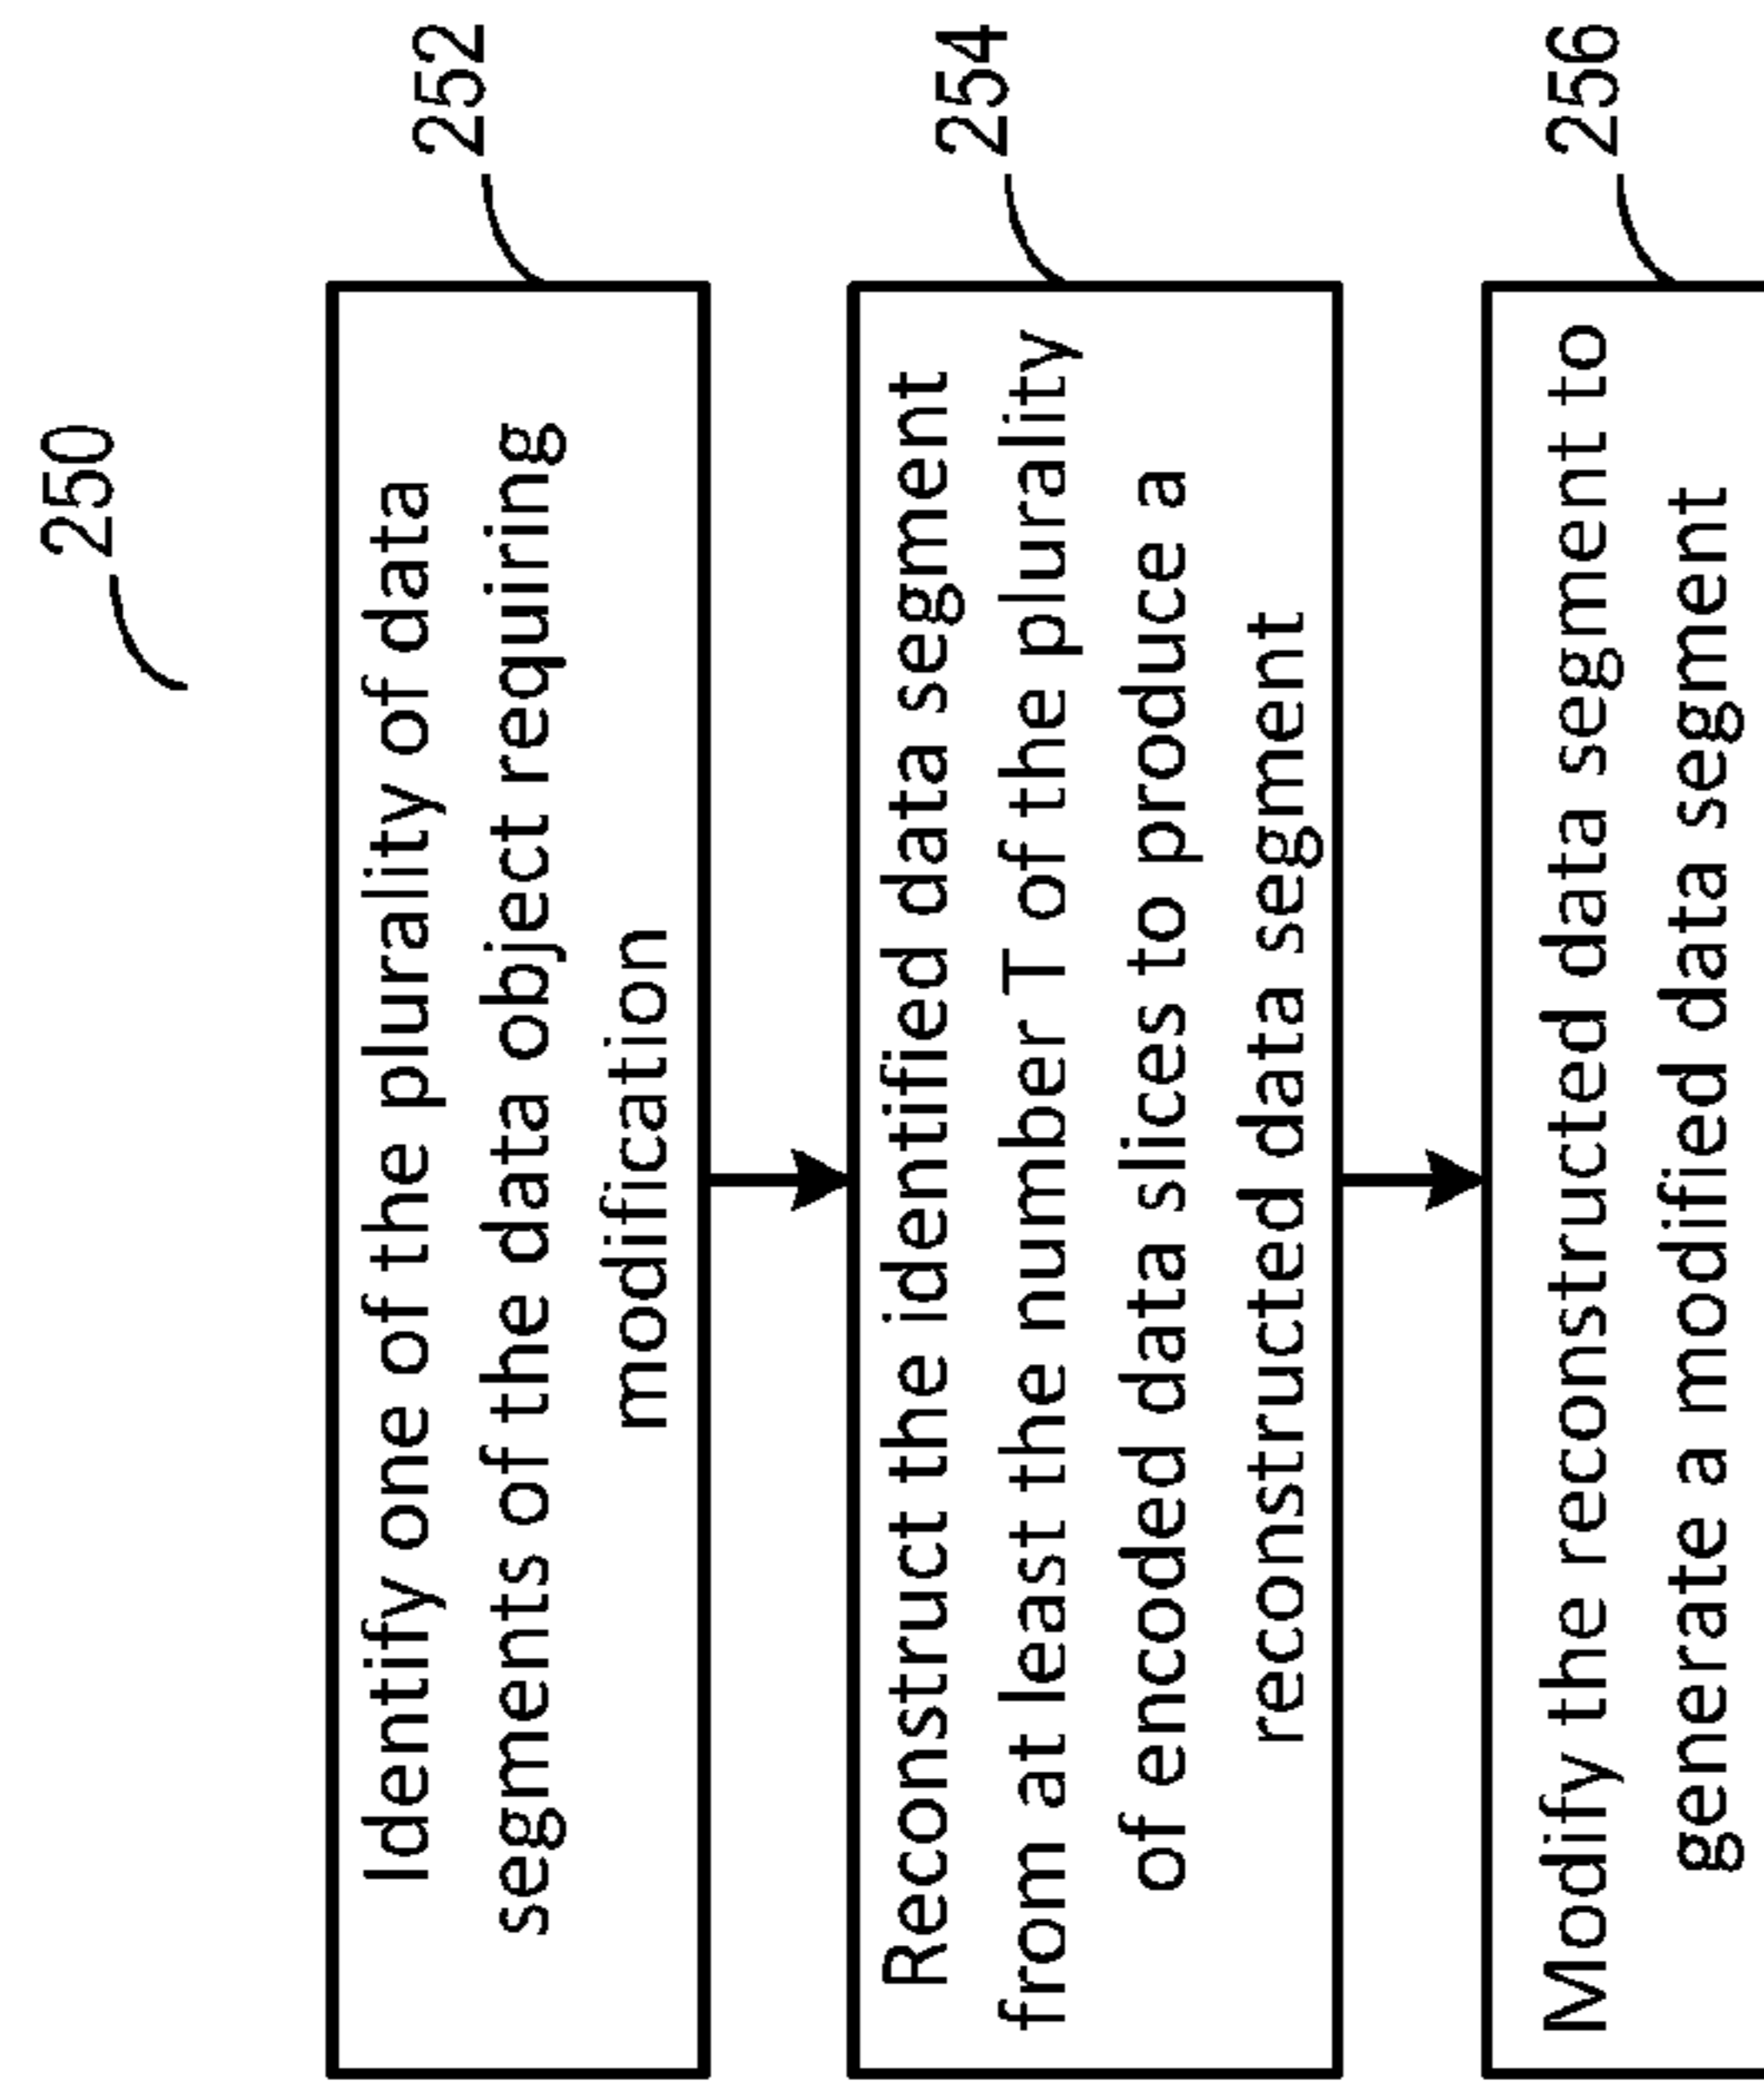 250
252
Identify one of the plurality of data
segments of the data object requiring
modification
254
Reconstruct the identified data segment
from at least the number T of the plurality
of encoded data slices to produce a
reconstructed data segment
256
Modify the reconstructed data segment to
generate a modified data segment